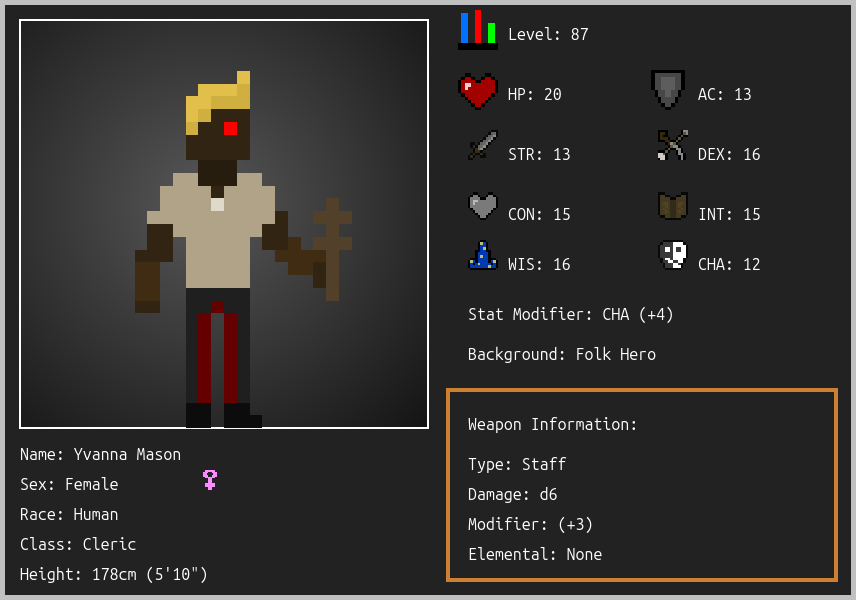 Level: 87
HP: 20
AC: 13
STR: 13
DEX: 16
CON: 15
INT: 15
WIS: 16
CHA: 12
Stat Modifier: CHA (+4)
Background: Folk Hero
Weapon Information:
Type: Staff
Damage: d6
Modifier: (+3)
Elemental: None
Name: Yvanna Mason
Sex: Female
Race: Human
Class: Cleric
Height: 178cm (5'10")